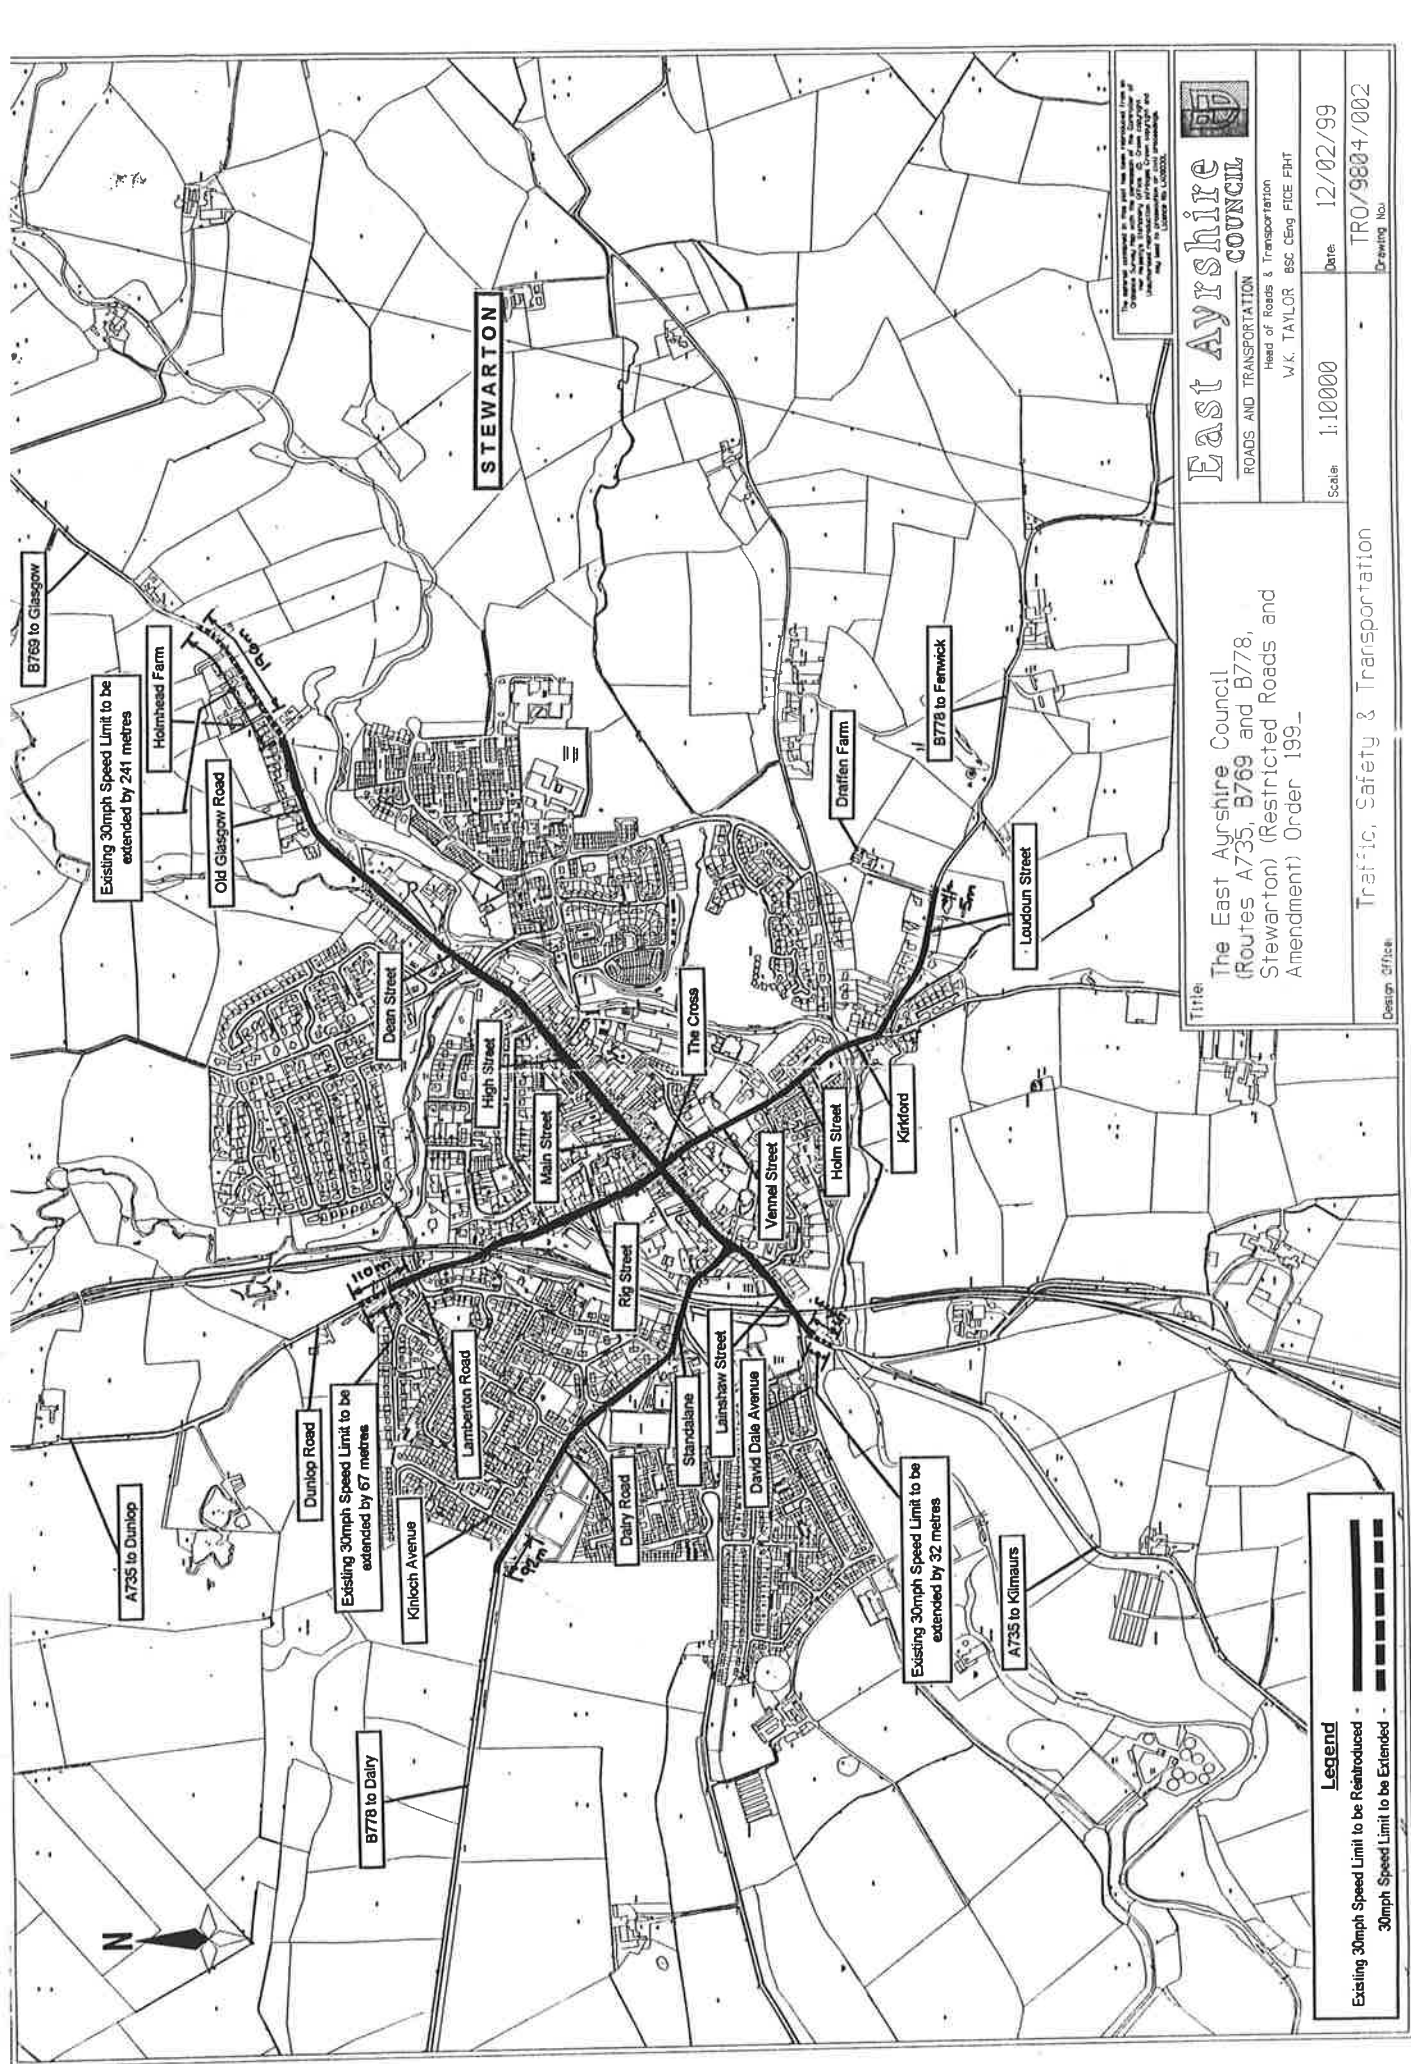 STEWARTON
B769 to Glasgow
Existing 30mph Speed Limit to be
extended by 241 metres
Holmhead Farm
Old Glasgow Road
196m
Dean Street
High Street
Main Street
The Cross
Draffen Farm
B778 to Fenwick
Loudoun Street
5m
Kirkford
Holm Street
Vennel Street
Rig Street
110m
Lamberton Road
Dunlop Road
A735 to Dunlop
Existing 30mph Speed Limit to be
extended by 67 metres
Kinloch Avenue
92m
Dalry Road
Standalane
Lainshaw Street
David Dale Avenue
B778 to Dalry
Existing 30mph Speed Limit to be
extended by 32 metres
A735 to Kilmaurs
N
Legend
Existing 30mph Speed Limit to be Reintroduced -
30mph Speed Limit to be Extended -
Title:
The East Ayrshire Council
(Routes A735, B769 and B778,
Stewarton) (Restricted Roads and
Amendment) Order 199_
East Ayrshire
COUNCIL
ROADS AND TRANSPORTATION
Head of Roads & Transportation
W.K. TAYLOR BSC CEng FICE FIHT
Scale: 1:10000
Date: 12/02/99
Design Office:
Traffic, Safety & Transportation
TRO/9804/002
Drawing No.